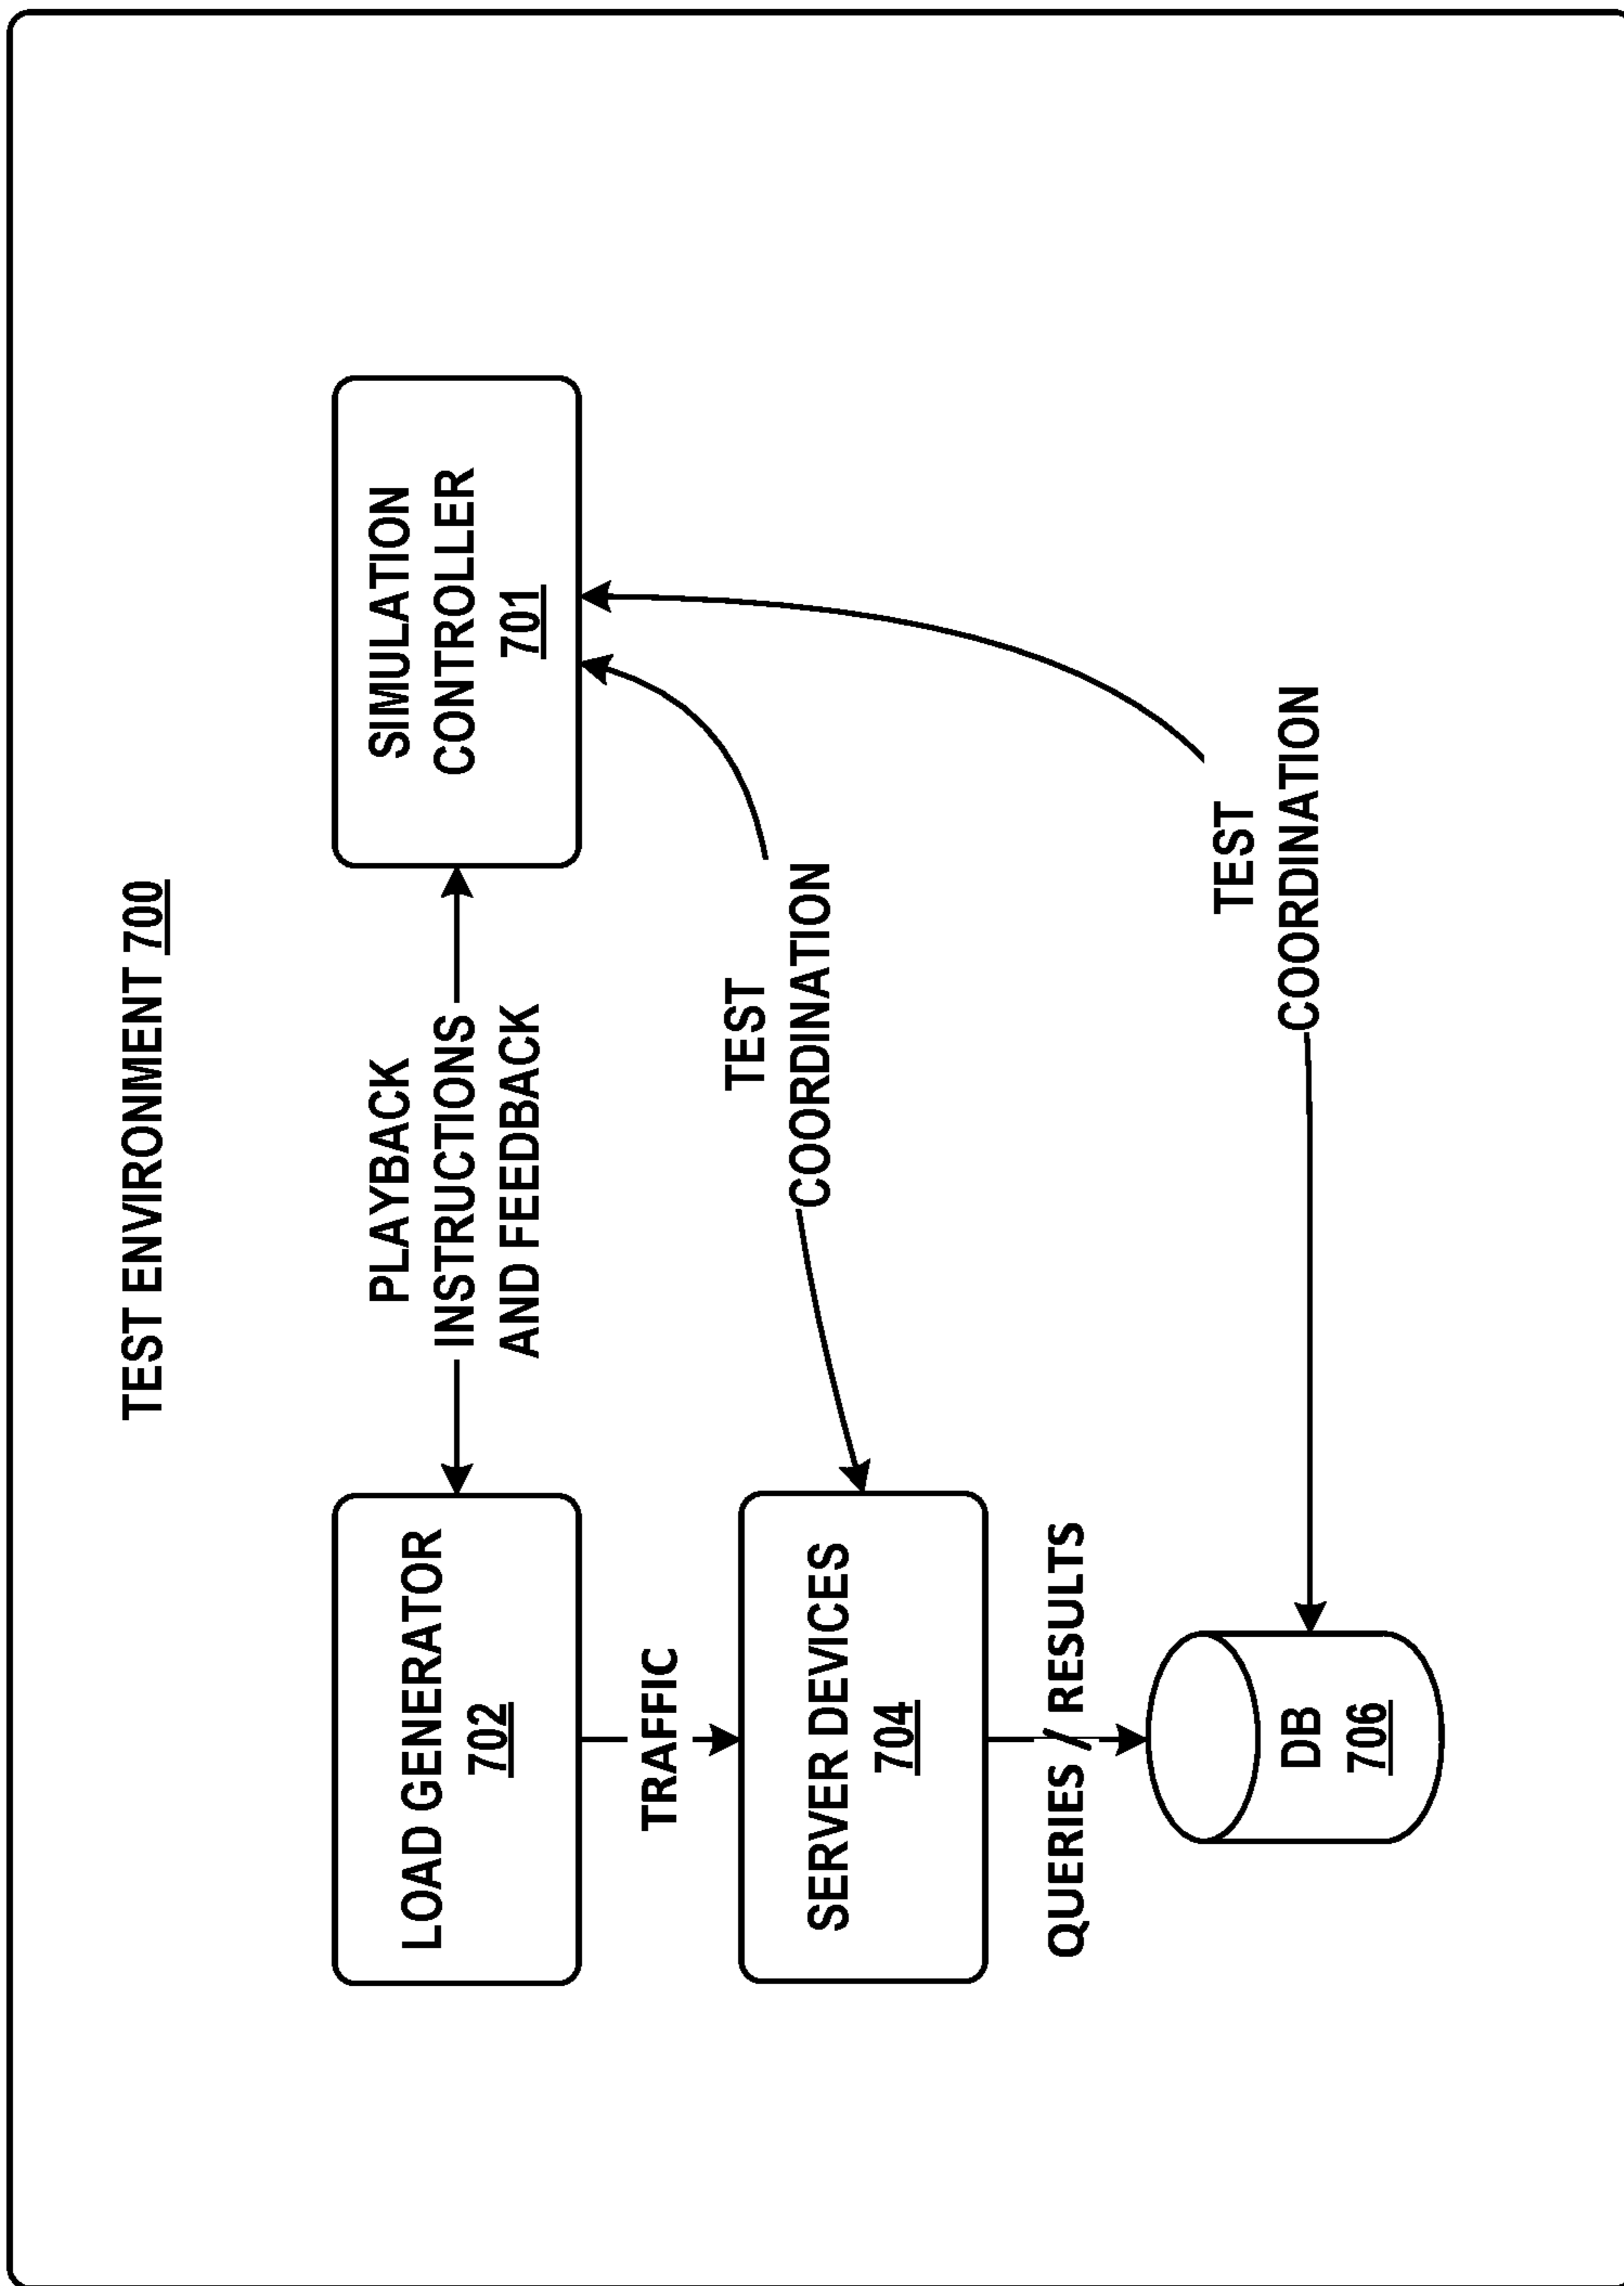 TEST ENVIRONMENT 700
LOAD GENERATOR
702
PLAYBACK
INSTRUCTIONS
AND FEEDBACK
SIMULATION
CONTROLLER
701
TRAFFIC
SERVER DEVICES
704
TEST
COORDINATION
QUERIES / RESULTS
DB
706
TEST
COORDINATION